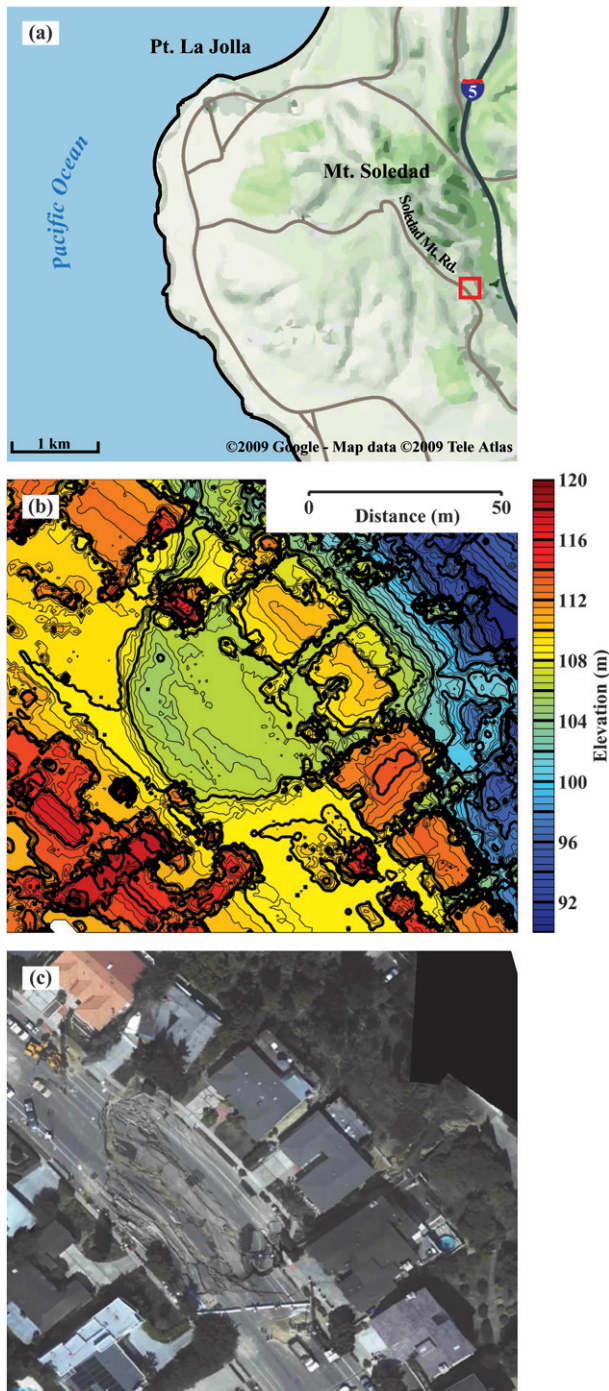 (a)
Pt. La Jolla
5
Pacific Ocean
Mt. Soledad
Soledad Mt. Rd.
1 km
©2009 Google - Map data ©2009 Tele Atlas
(b)
0 50
Distance (m)
120
116
112
108
104
100
96
92
Elevation (m)
(c)